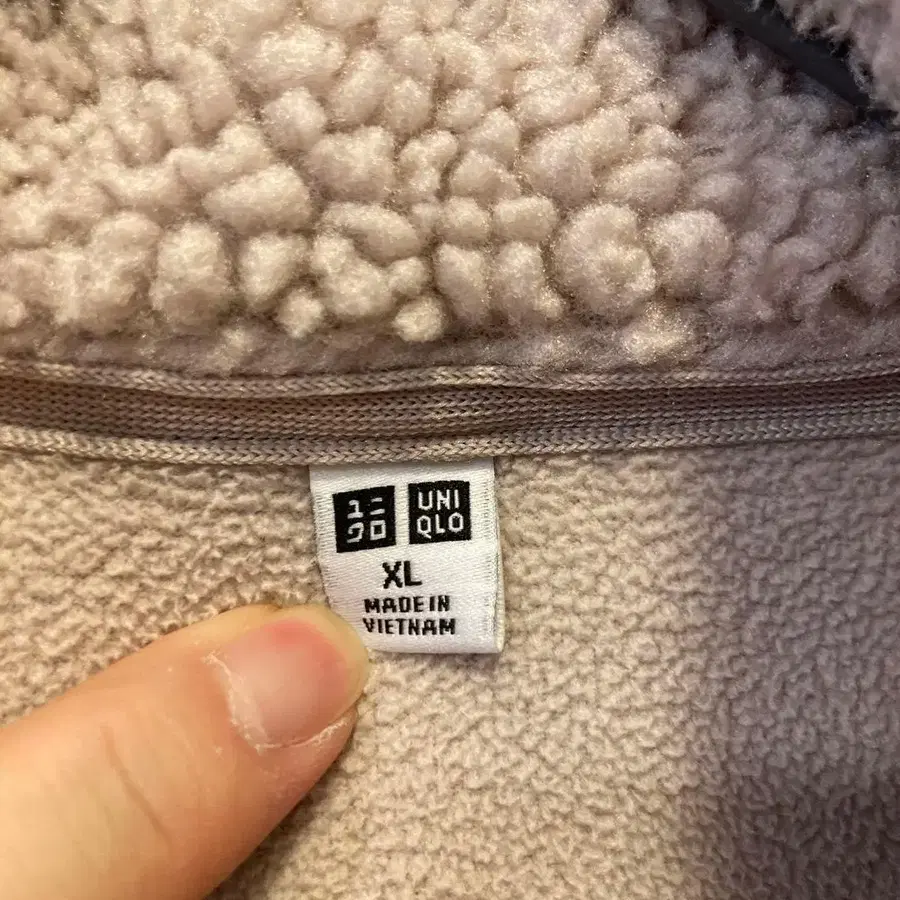 ユニ UNI
クロ QLO
XL
MADE IN
VIETNAM